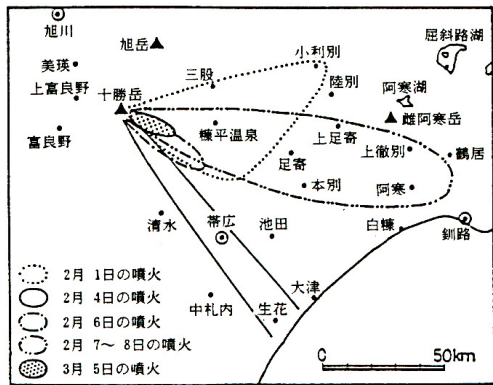 旭川
旭岳
小利別
屈斜路湖
美瑛
三股
陸別
阿寒湖
上富良野
十勝岳
雌阿寒岳
富良野
糠平温泉
上足寄
足寄
上徹別
鶴居
本別
阿寒
清水
帯広
池田
白糠
釧路
大津
中札内
生花
2月 1日の噴火
2月 4日の噴火
2月 6日の噴火
2月 7~ 8日の噴火
3月 5日の噴火
0 50km